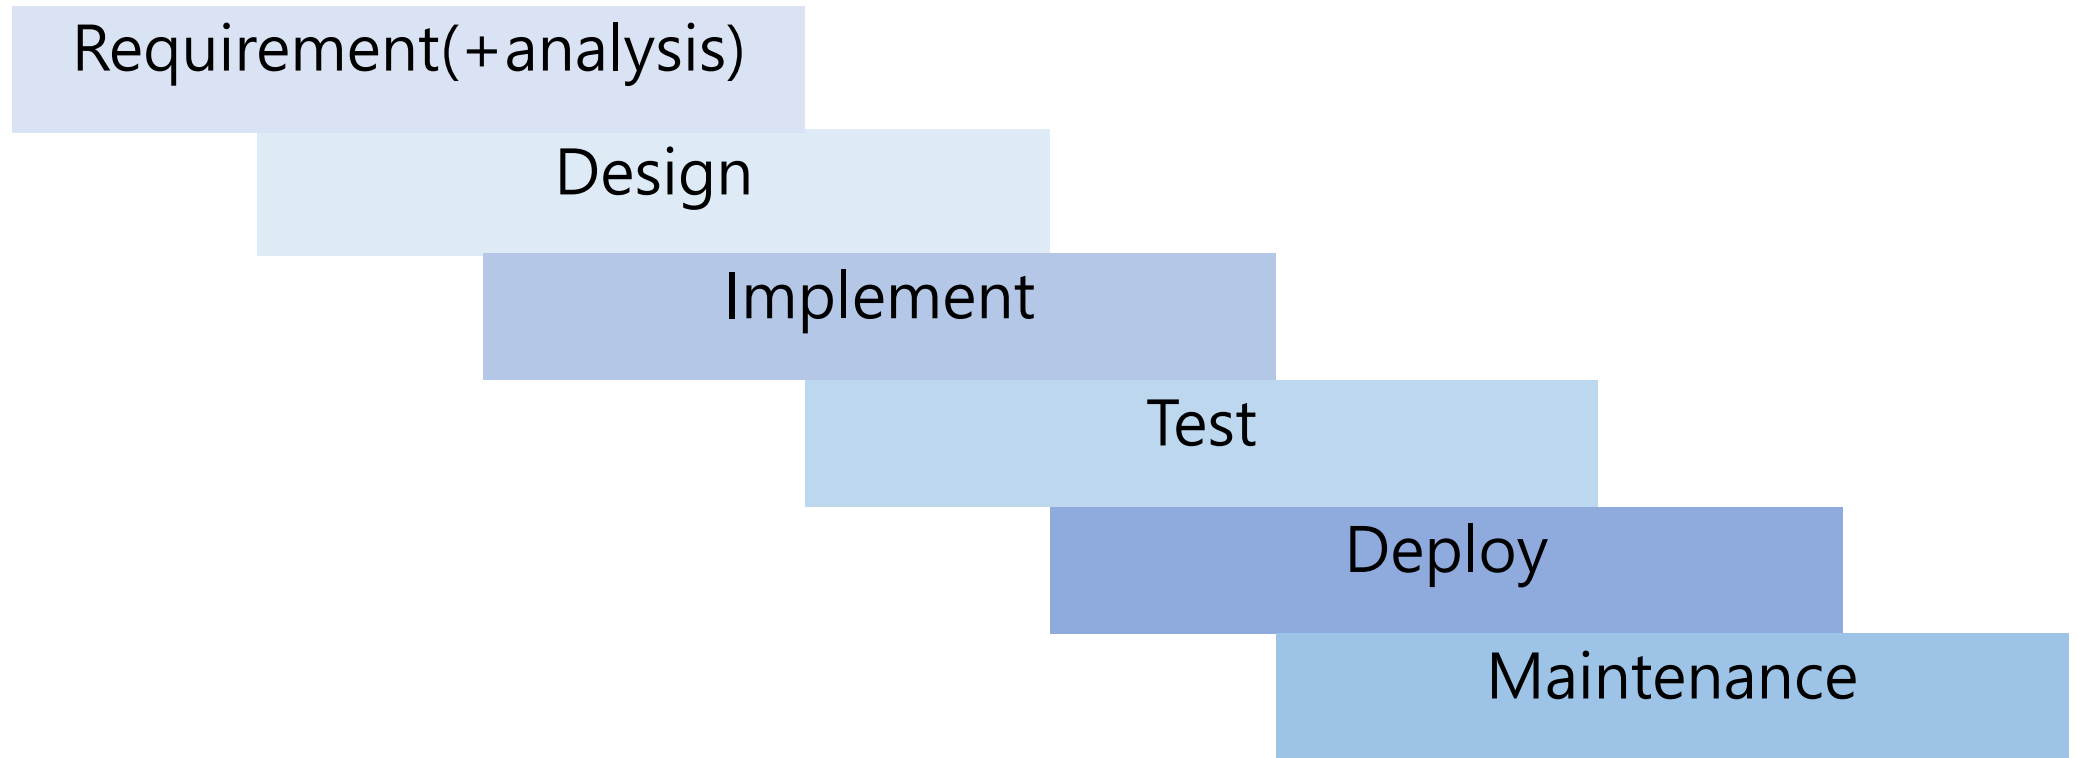 Requirement(+analysis)
Design
Implement
Test
Deploy
Maintenance